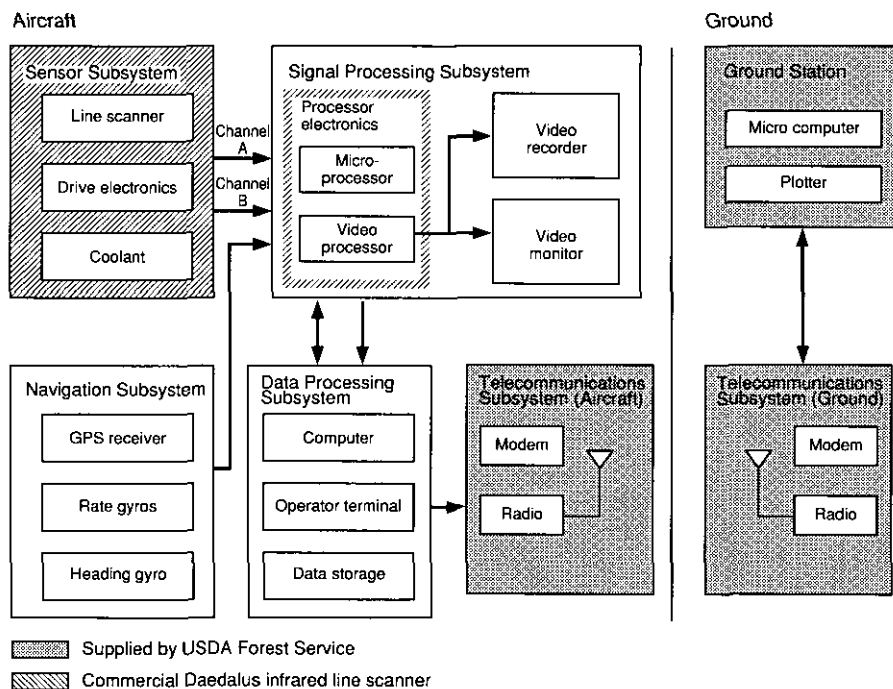 Aircraft
Ground
Sensor Subsystem
Line scanner
Drive electronics
Coolant
Channel
A
Channel
B
Signal Processing Subsystem
Processor
electronics
Micro-
processor
Video
processor
Video
recorder
Video
monitor
Ground Station
Micro computer
Plotter
Navigation Subsystem
GPS receiver
Rate gyros
Heading gyro
Data Processing
Subsystem
Computer
Operator terminal
Data storage
Telecommunications
Subsystem (Aircraft)
Modem
Radio
Telecommunications
Subsystem (Ground)
Modem
Radio
Supplied by USDA Forest Service
Commercial Daedalus infrared line scanner